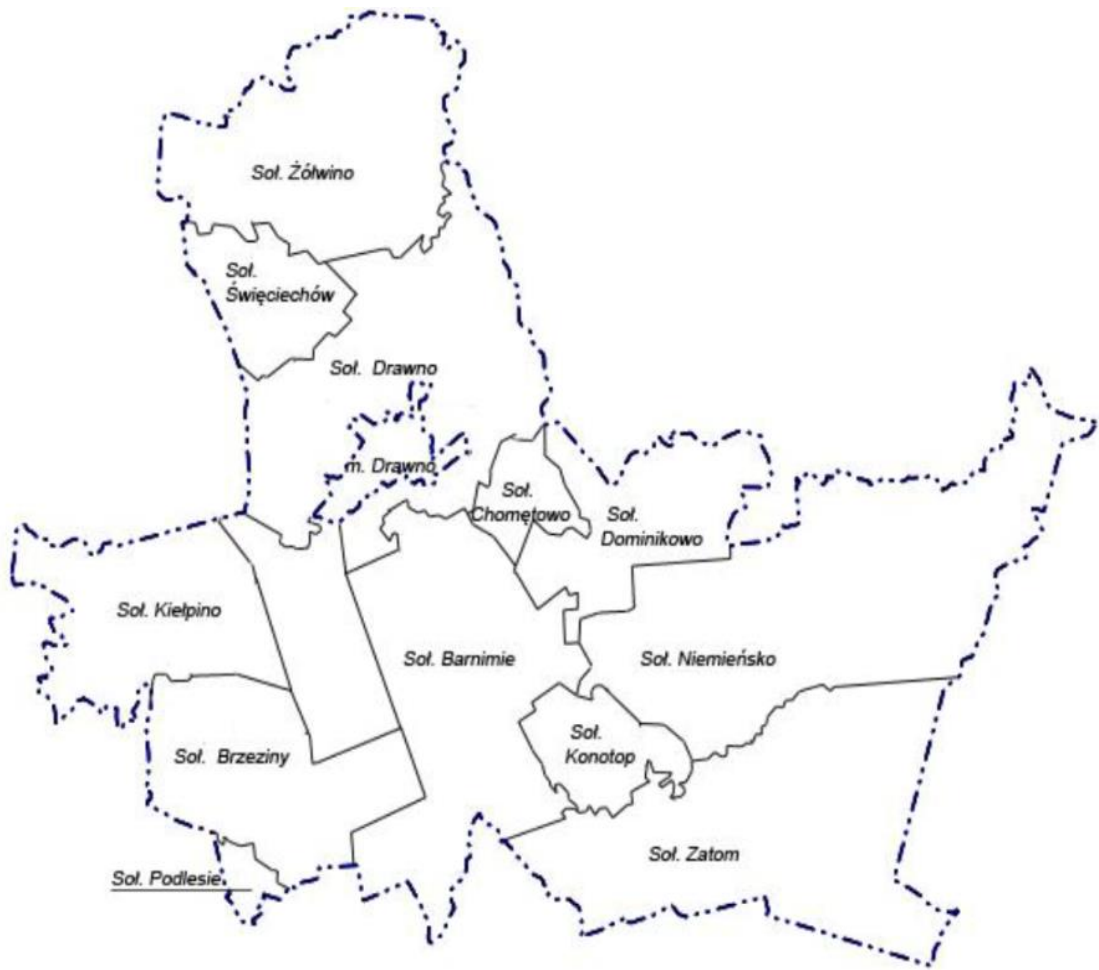 Soł. Żółwino
Soł.
Święciechów
Soł. Drawno
m. Drawno
Soł.
Chomętowo
Soł.
Dominikowo
Soł. Kiełpino
Soł. Barnimie
Soł. Niemieńsko
Soł.
Konotop
Soł. Brzeziny
Soł. Zatom
Soł. Podlesie